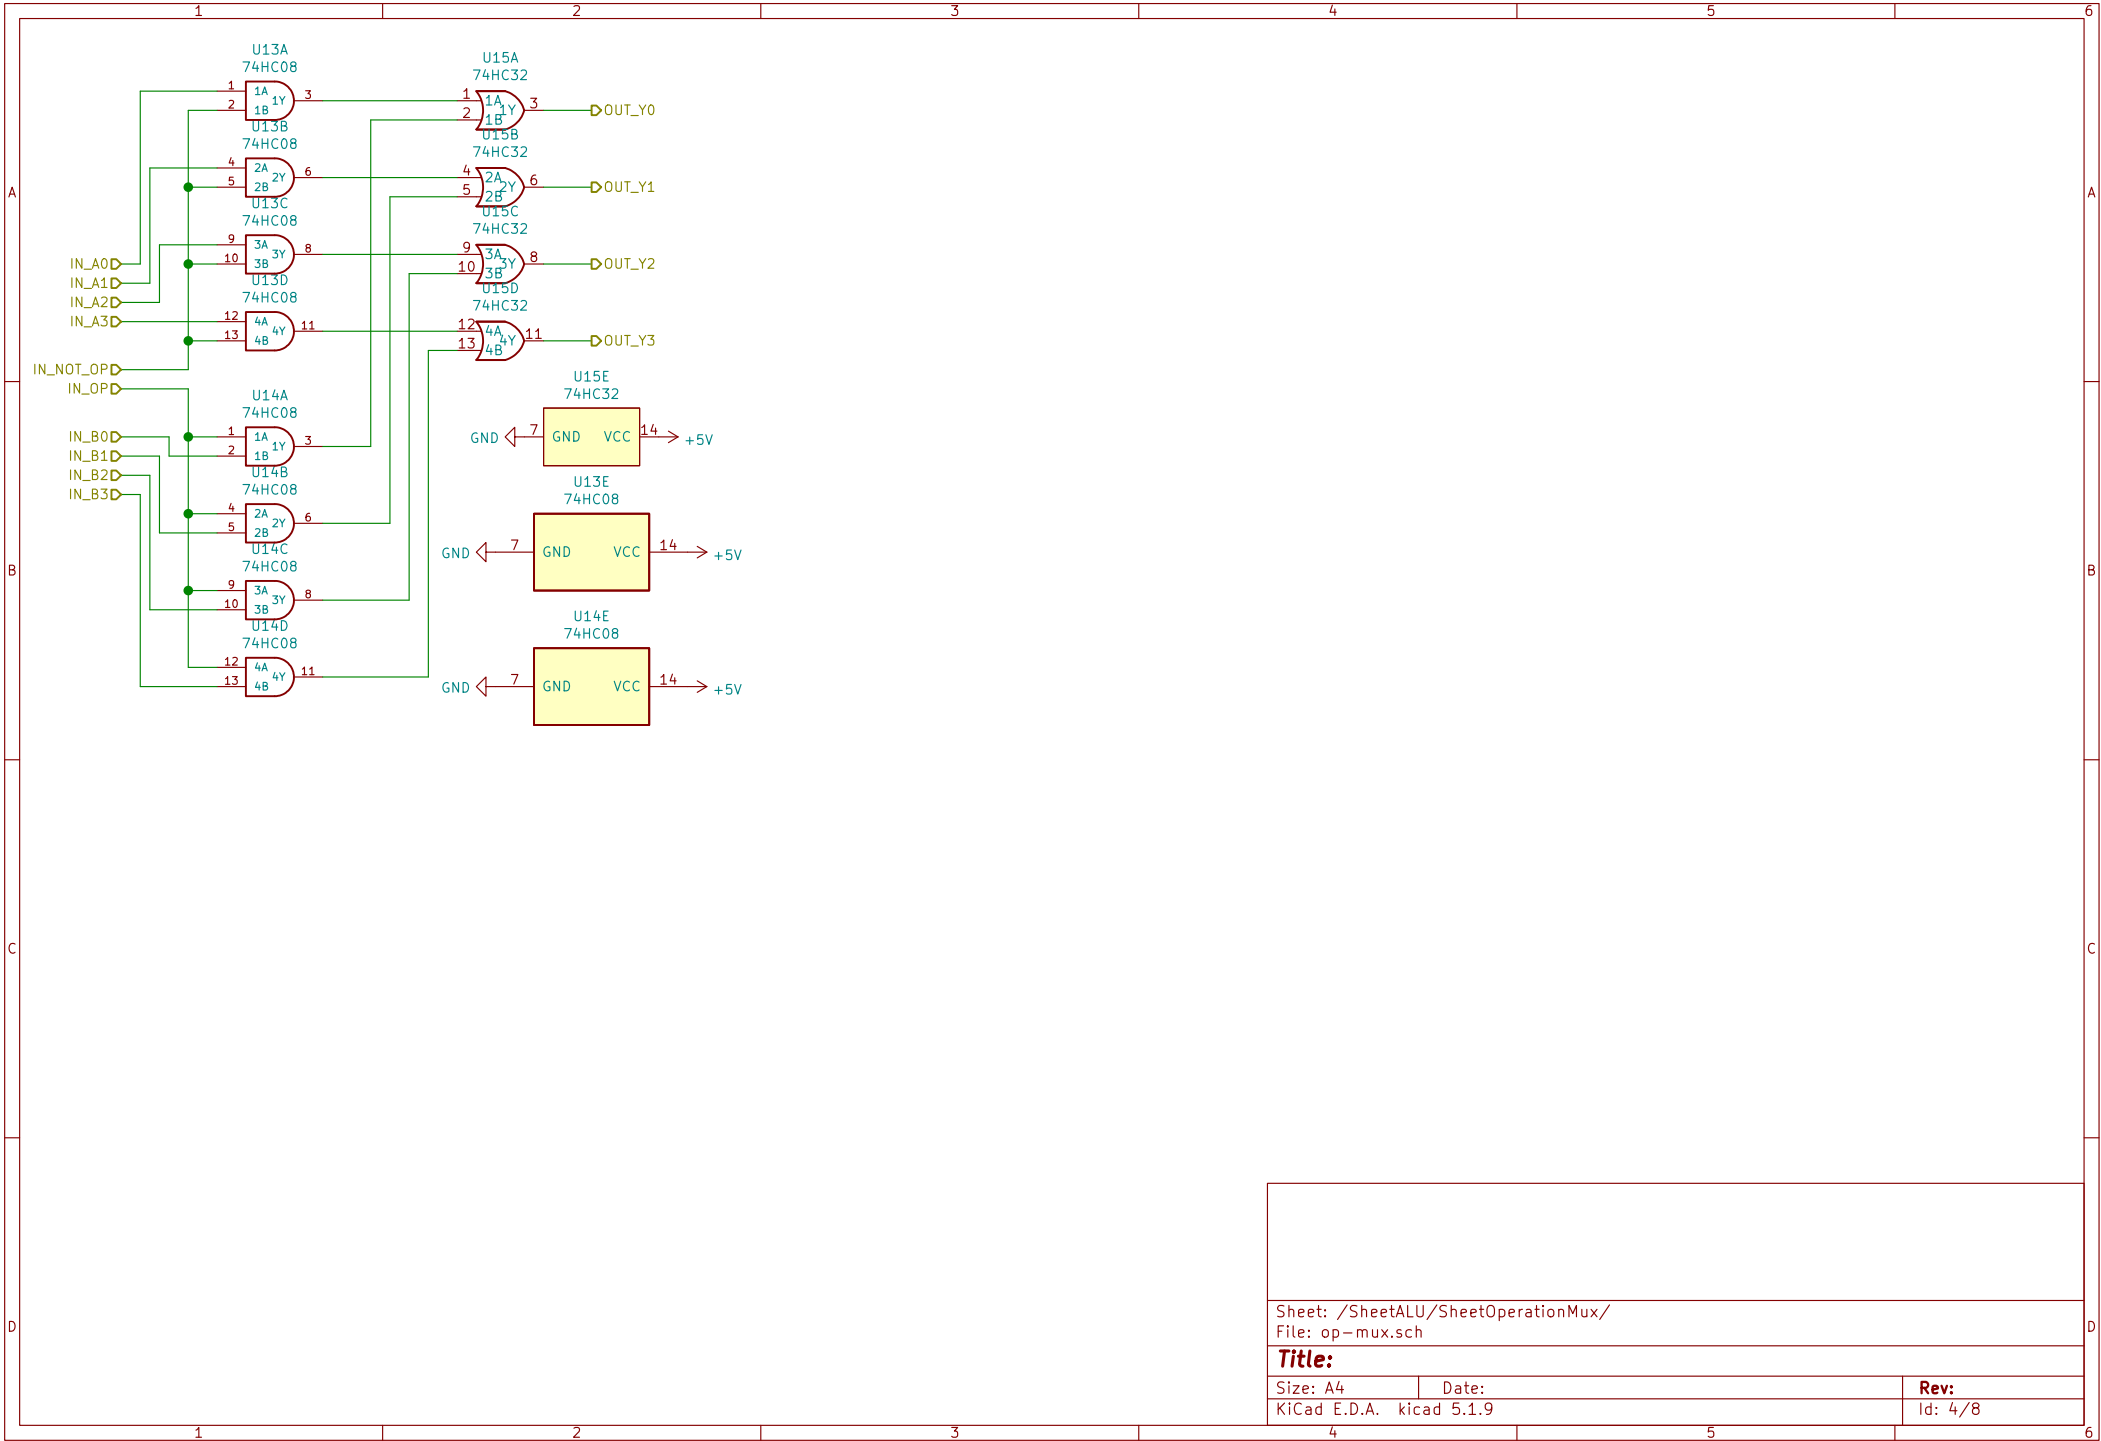 1 2 3 4 5 6
A A
B B
C C
D D
1 2 3 4 5 6
IN_A0
IN_A1
IN_A2
IN_A3
IN_NOT_OP
IN_OP
IN_B0
IN_B1
IN_B2
IN_B3
U13A
74HC08
1 1A 1Y 3
2 1B
U13B
74HC08
4 2A 2Y 6
5 2B
U13C
74HC08
9 3A 3Y 8
10 3B
U13D
74HC08
12 4A 4Y 11
13 4B
U14A
74HC08
1 1A 1Y 3
2 1B
U14B
74HC08
4 2A 2Y 6
5 2B
U14C
74HC08
9 3A 3Y 8
10 3B
U14D
74HC08
12 4A 4Y 11
13 4B
U15A
74HC32
1 1A 1Y 3 OUT_Y0
2 1B
U15B
74HC32
4 2A 2Y 6 OUT_Y1
5 2B
U15C
74HC32
9 3A 3Y 8 OUT_Y2
10 3B
U15D
74HC32
12 4A 4Y 11 OUT_Y3
13 4B
U15E
74HC32
GND 7 GND VCC 14 +5V
U13E
74HC08
GND 7 GND VCC 14 +5V
U14E
74HC08
GND 7 GND VCC 14 +5V
Sheet: /SheetALU/SheetOperationMux/
File: op-mux.sch
Title:
Size: A4 Date: Rev:
KiCad E.D.A. kicad 5.1.9 Id: 4/8